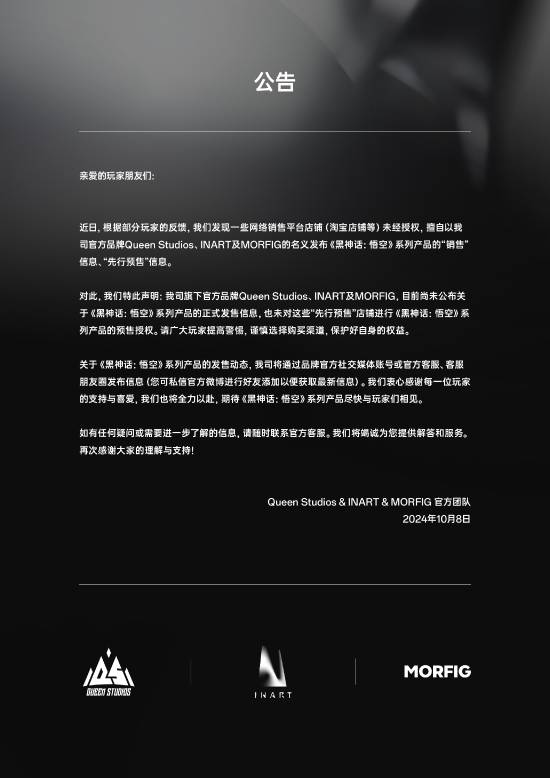 公告
亲爱的玩家朋友们:
近日, 根据部分玩家的反馈, 我们发现一些网络销售平台店铺 (淘宝店铺等) 未经授权, 擅自以我
司官方品牌Queen Studios、INART及MORFIG的名义发布《黑神话: 悟空》系列产品的“销售”
信息、“先行预售”信息。
对此, 我们特此声明: 我司旗下官方品牌Queen Studios、INART及MORFIG, 目前尚未公布关
于《黑神话: 悟空》系列产品的正式发售信息, 也未对这些“先行预售”店铺进行《黑神话: 悟空》系
列产品的预售授权。请广大玩家提高警惕, 谨慎选择购买渠道, 保护好自身的权益。
关于《黑神话: 悟空》系列产品的发售动态, 我司将通过品牌官方社交媒体账号或官方客服、客服
朋友圈发布信息 (您可私信官方微博进行好友添加以便获取最新信息) 。我们衷心感谢每一位玩家
的支持与喜爱, 我们也将全力以赴, 期待《黑神话: 悟空》系列产品尽快与玩家们相见。
如有任何疑问或需要进一步了解的信息, 请随时联系官方客服。我们将竭诚为您提供解答和服务。
再次感谢大家的理解与支持!
Queen Studios & INART & MORFIG 官方团队
2024年10月8日
QS
QUEEN STUDIOS
INART
MORFIG